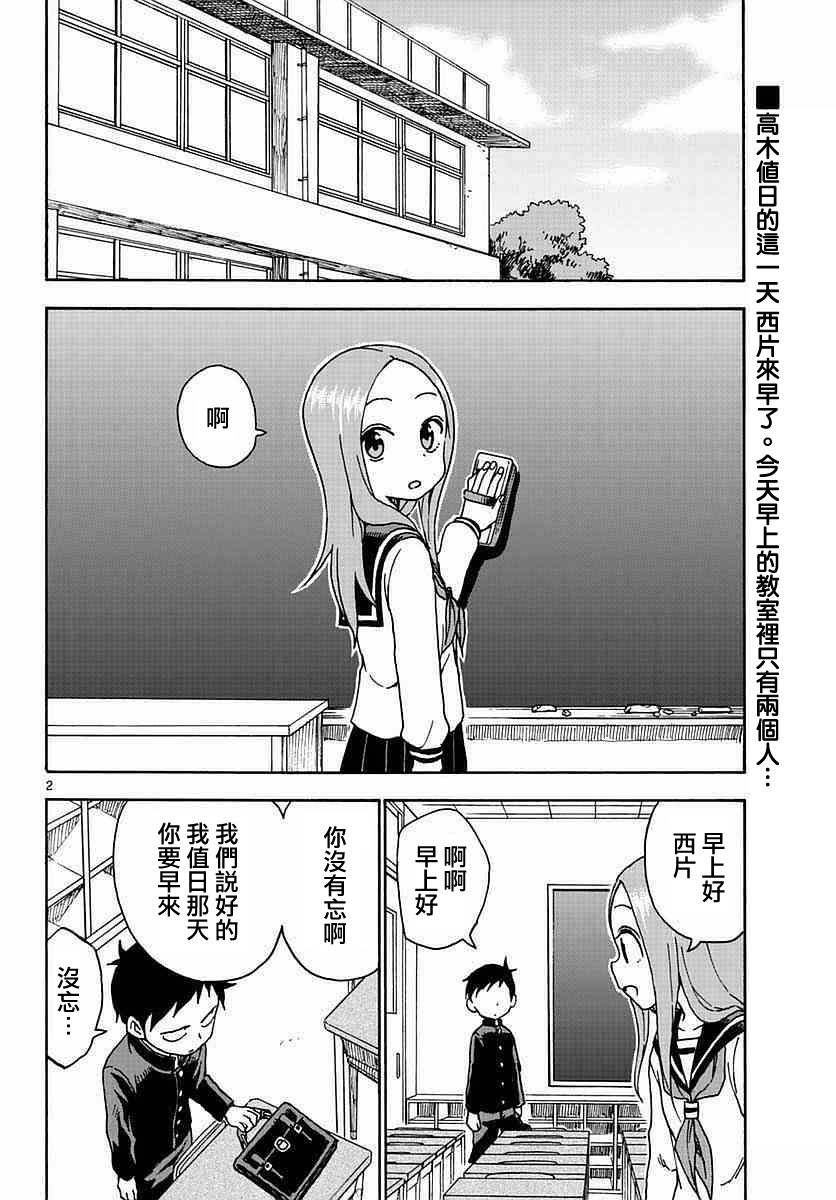 ■高木値日的這一天 西片來早了。今天早上的教室裡只有兩個人…
啊
2
早上好
西片
啊啊
早上好
你沒有忘啊
我們説好的
我值日那天
你要早來
沒忘…